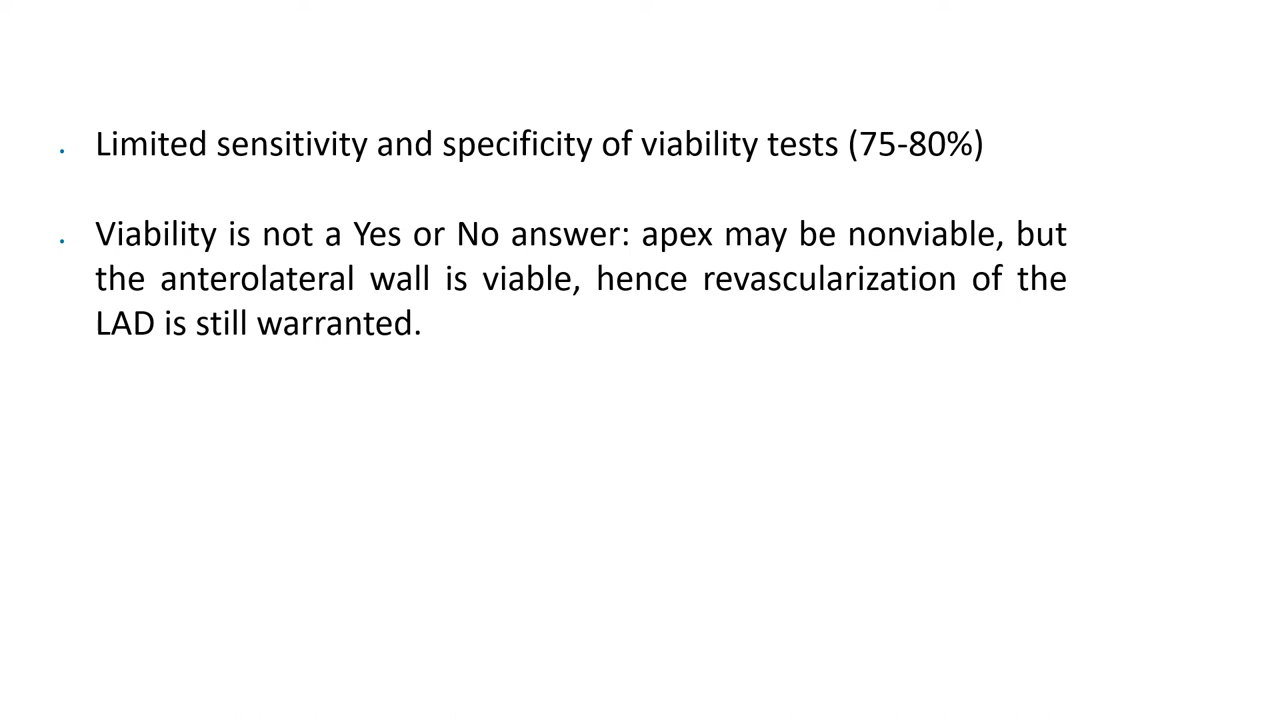 • Limited sensitivity and specificity of viability tests (75-80%)
• Viability is not a Yes or No answer: apex may be nonviable, but
the anterolateral wall is viable, hence revascularization of the
LAD is still warranted.